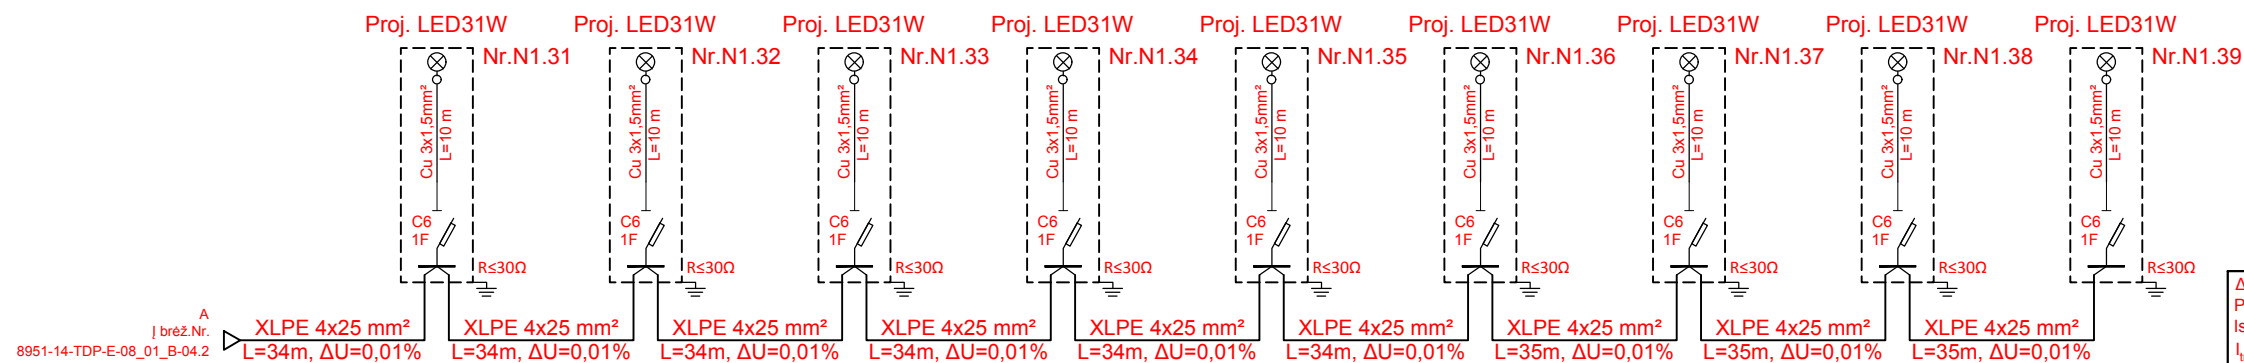 Proj. LED31W Proj. LED31W Proj. LED31W Proj. LED31W Proj. LED31W Proj. LED31W Proj. LED31W Proj. LED31W Proj. LED31W
Nr.N1.31 Nr.N1.32 Nr.N1.33 Nr.N1.34 Nr.N1.35 Nr.N1.36 Nr.N1.37 Nr.N1.38 Nr.N1.39
Cu 3x1,5mm² Cu 3x1,5mm² Cu 3x1,5mm² Cu 3x1,5mm² Cu 3x1,5mm² Cu 3x1,5mm² Cu 3x1,5mm² Cu 3x1,5mm² Cu 3x1,5mm²
L=10 m L=10 m L=10 m L=10 m L=10 m L=10 m L=10 m L=10 m L=10 m
C6 C6 C6 C6 C6 C6 C6 C6 C6
1F 1F 1F 1F 1F 1F 1F 1F 1F
R≤30Ω R≤30Ω R≤30Ω R≤30Ω R≤30Ω R≤30Ω R≤30Ω R≤30Ω R≤30Ω
A
Į brėž.Nr.
8951-14-TDP-E-08_01_B-04.2
XLPE 4x25 mm² XLPE 4x25 mm² XLPE 4x25 mm² XLPE 4x25 mm² XLPE 4x25 mm² XLPE 4x25 mm² XLPE 4x25 mm² XLPE 4x25 mm² XLPE 4x25 mm²
L=34m, ΔU=0,01% L=34m, ΔU=0,01% L=34m, ΔU=0,01% L=34m, ΔU=0,01% L=34m, ΔU=0,01% L=34m, ΔU=0,01% L=35m, ΔU=0,01% L=35m, ΔU=0,01% L=35m, ΔU=0,01%